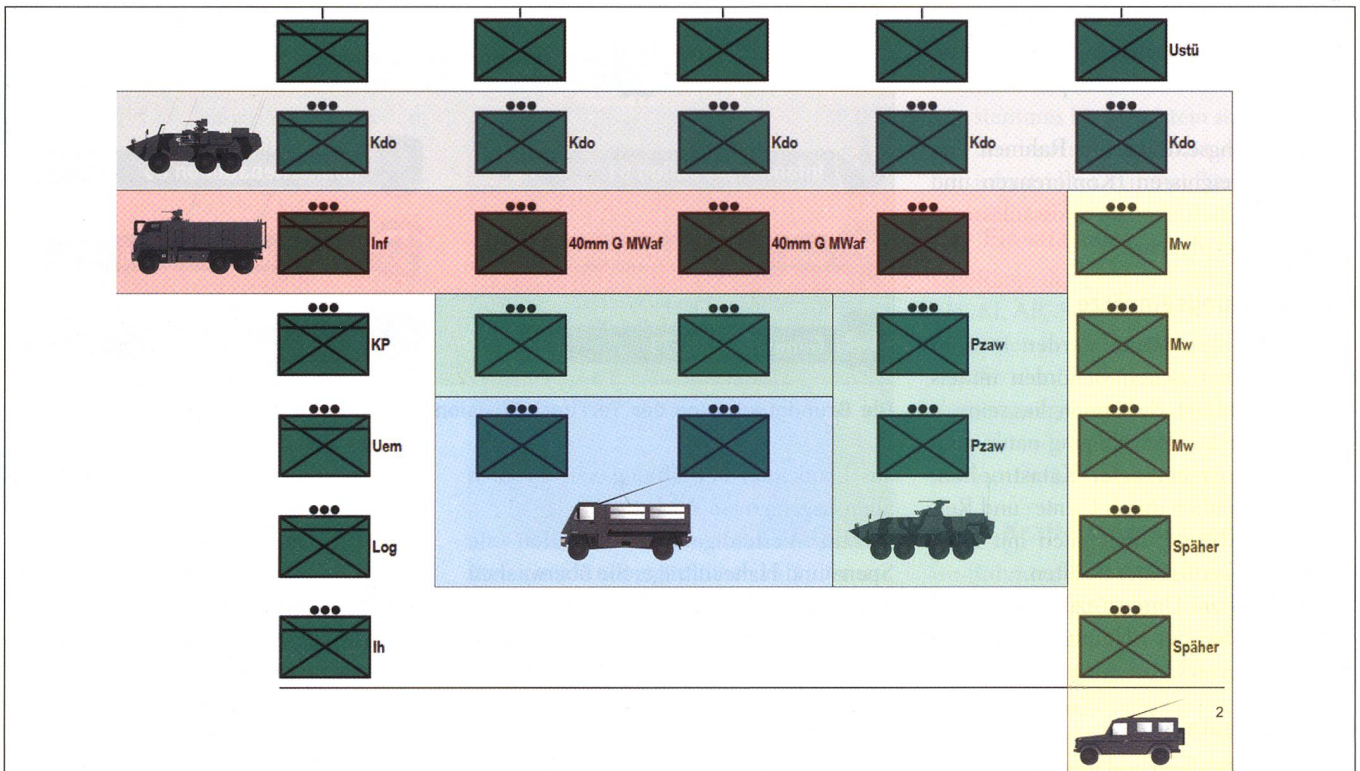 Ustü
Kdo Kdo Kdo Kdo Kdo
Inf 40mm G MWaf 40mm G MWaf Mw
KP Pzaw Mw
Uem Pzaw Mw
Log Späher
Ih Späher
2